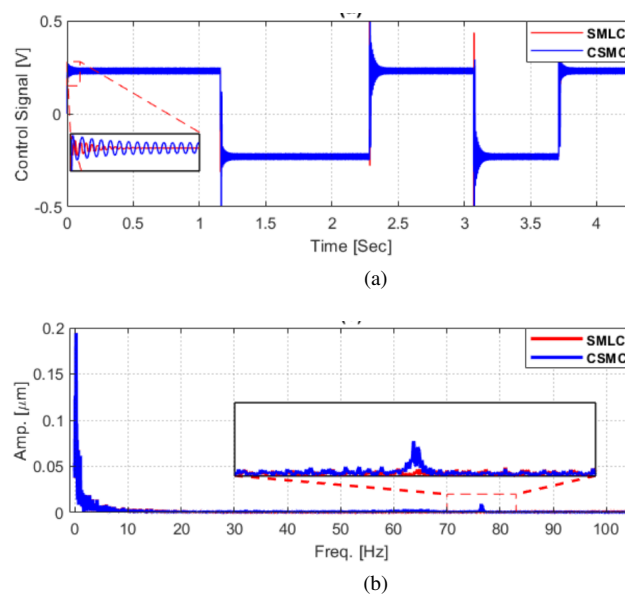 0.5
SMLC
CSMC
Control Signal [V]
0
-0.5
0 0.5 1 1.5 2 2.5 3 3.5 4
Time [Sec]
(a)
0.2
SMLC
CSMC
0.15
Amp. [μm]
0.1
0.05
0
0 10 20 30 40 50 60 70 80 90 100
Freq. [Hz]
(b)